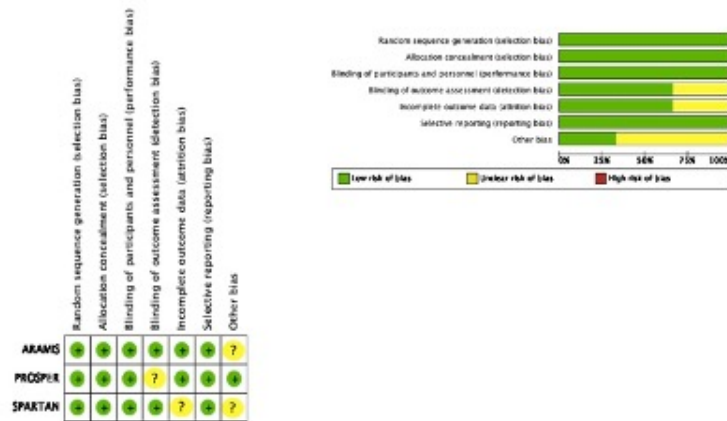 Random sequence generation (selection bias)
Allocation concealment (selection bias)
Blinding of participants and personnel (performance bias)
Blinding of outcome assessment (detection bias)
Incomplete outcome data (attrition bias)
Selective reporting (reporting bias)
Other bias
ARAMIS + + + + + + ?
PROSPER + + + ? + + +
SPARTAN + + + + ? + ?
Random sequence generation (selection bias)
Allocation concealment (selection bias)
Blinding of participants and personnel (performance bias)
Blinding of outcome assessment (detection bias)
Incomplete outcome data (attrition bias)
Selective reporting (reporting bias)
Other bias
0% 25% 50% 75% 100%
Low risk of bias Unclear risk of bias High risk of bias